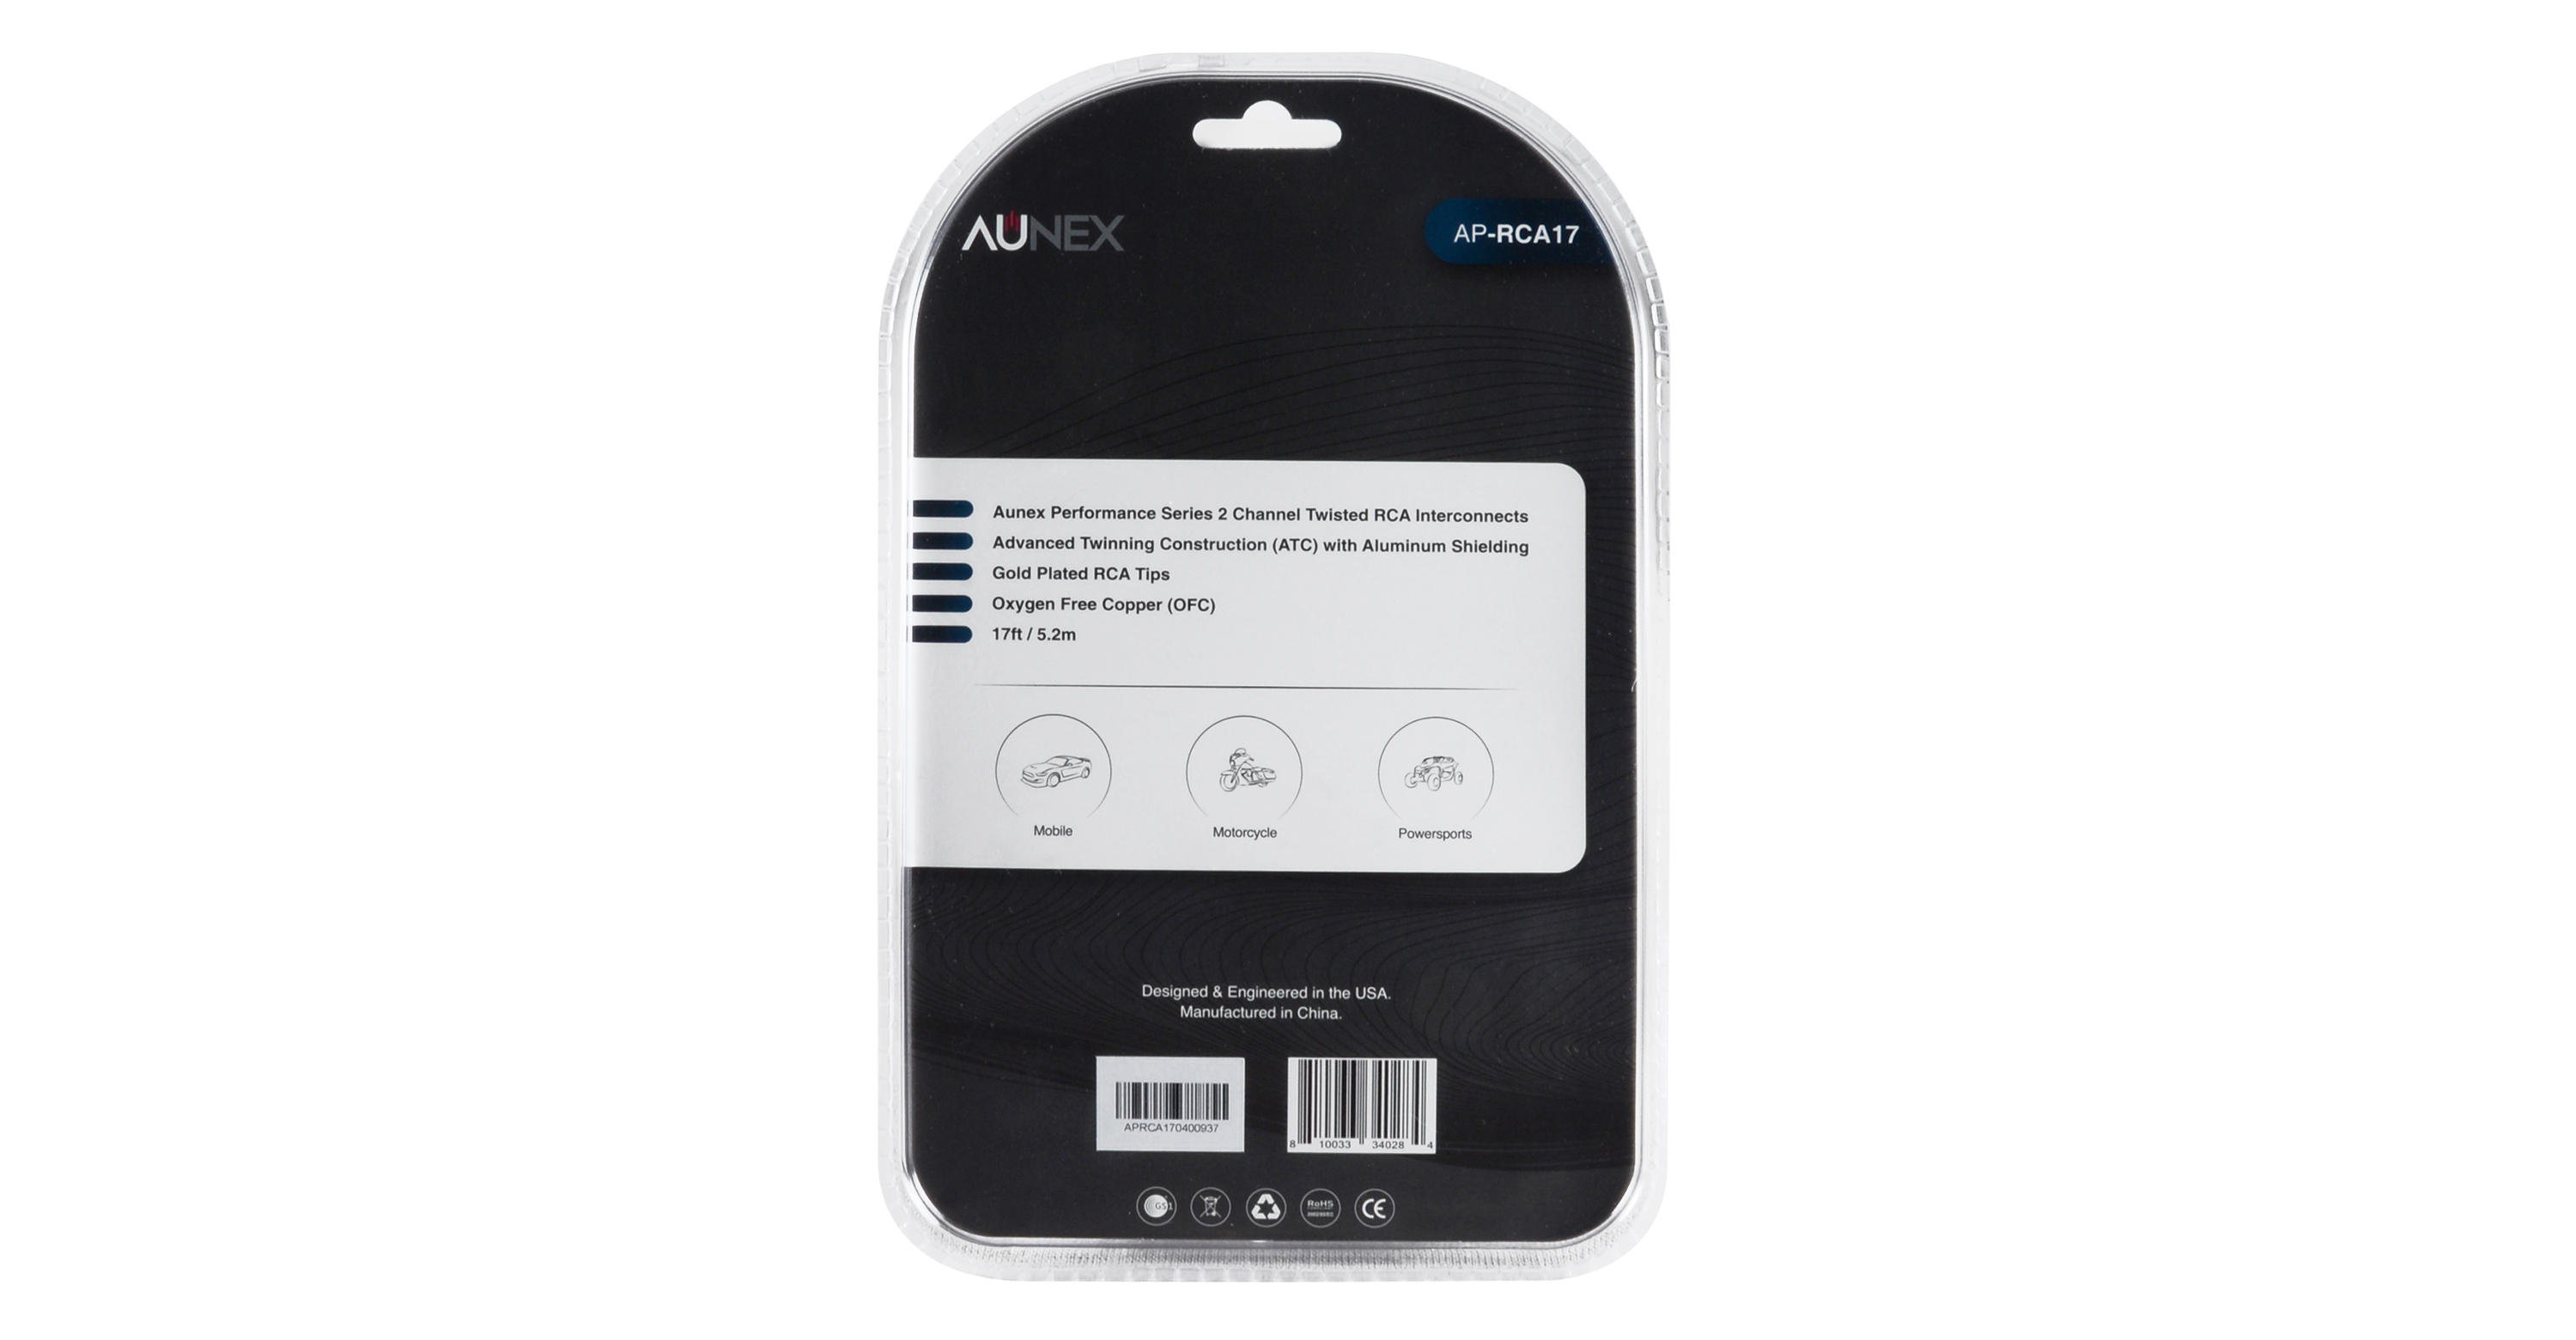 AUNEX
AP-RCA17
Aunex Performance Series 2 Channel Twisted RCA Interconnects
Advanced Twinning Construction (ATC) with Aluminum Shielding
Gold Plated RCA Tips
Oxygen Free Copper (OFC)
17ft / 5.2m
Mobile
Motorcycle
Powersports
Designed & Engineered in the USA.
Manufactured in China.
APRCA170400937
8 10033 34028 4
GS1
RoHS
CE